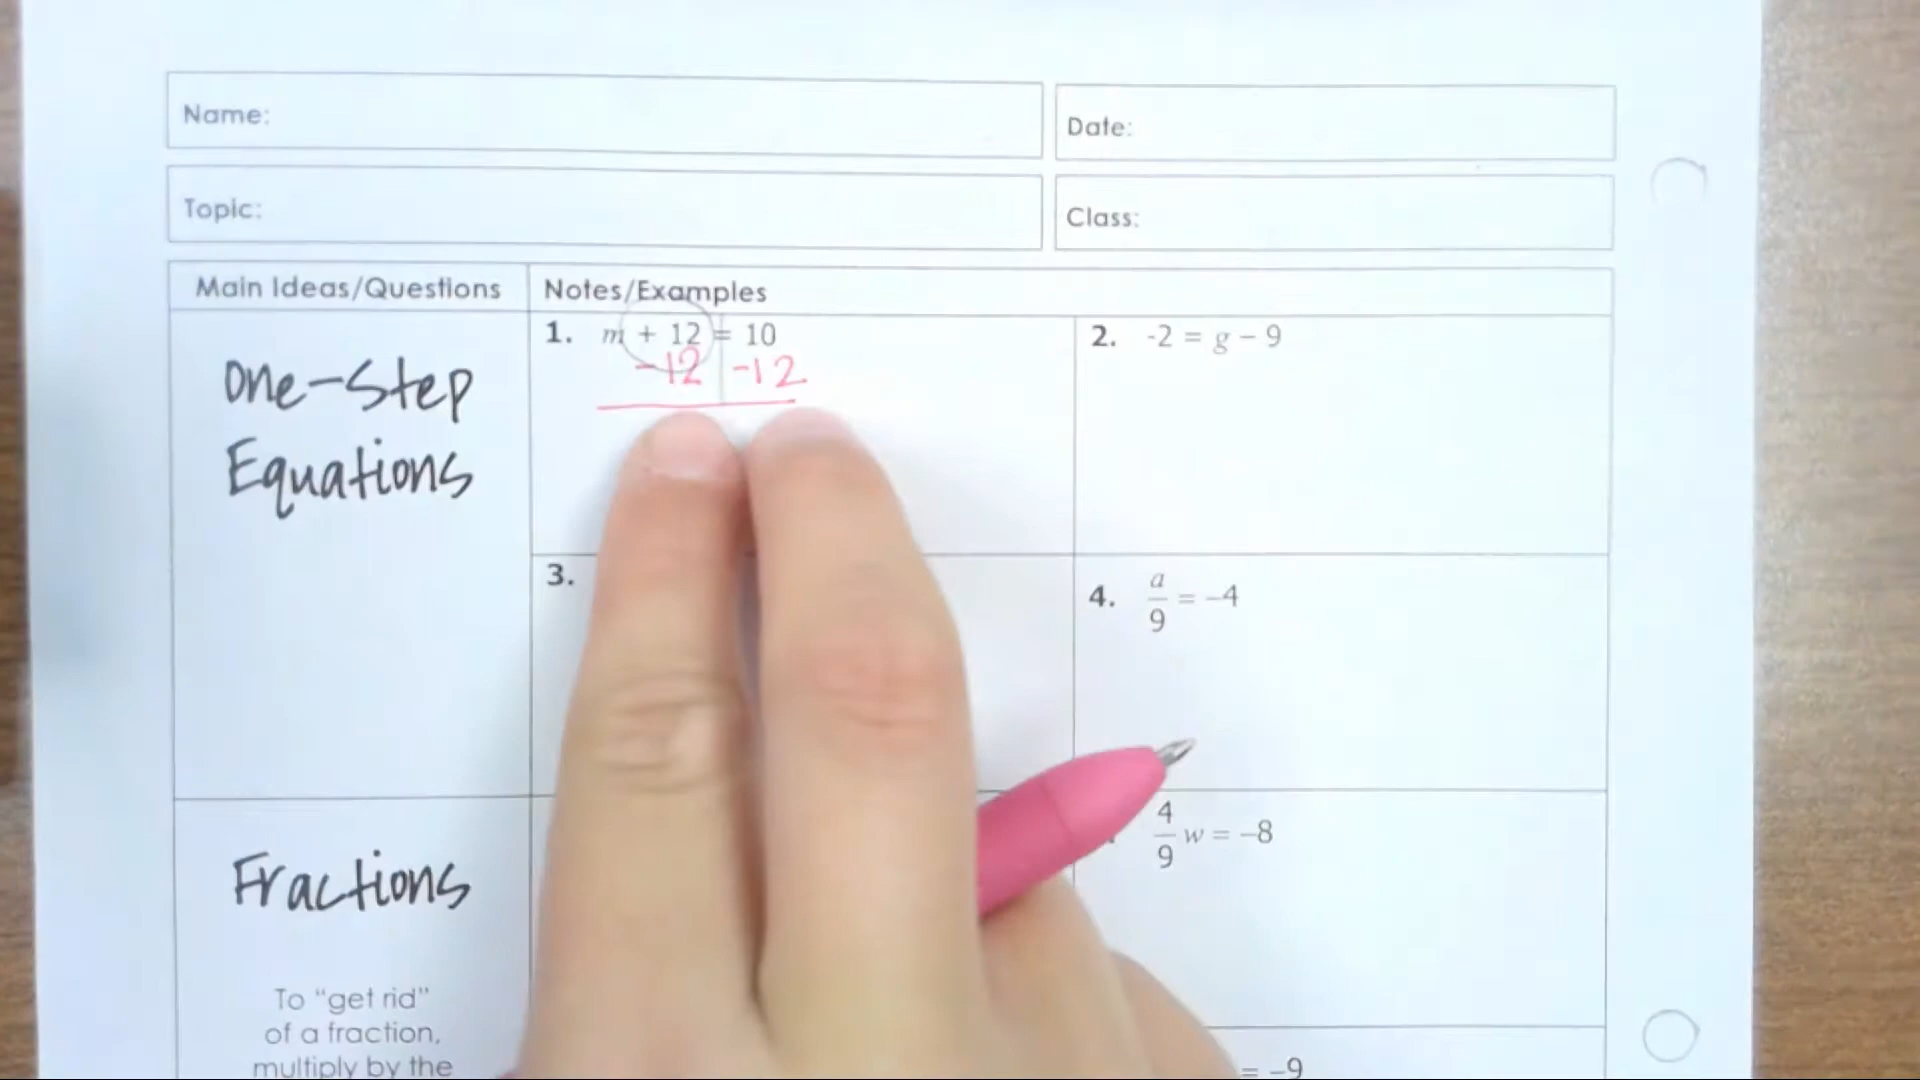 Name:
Date:
Topic:
Class:
Main Ideas/Questions
Notes/Examples
One-Step
Equations
1. m + 12 = 10
-12 -12
2. -2 = g – 9
3.
4. a/9 = –4
Fractions
To “get rid”
of a fraction,
multiply by the
4/9 w = –8
= –9